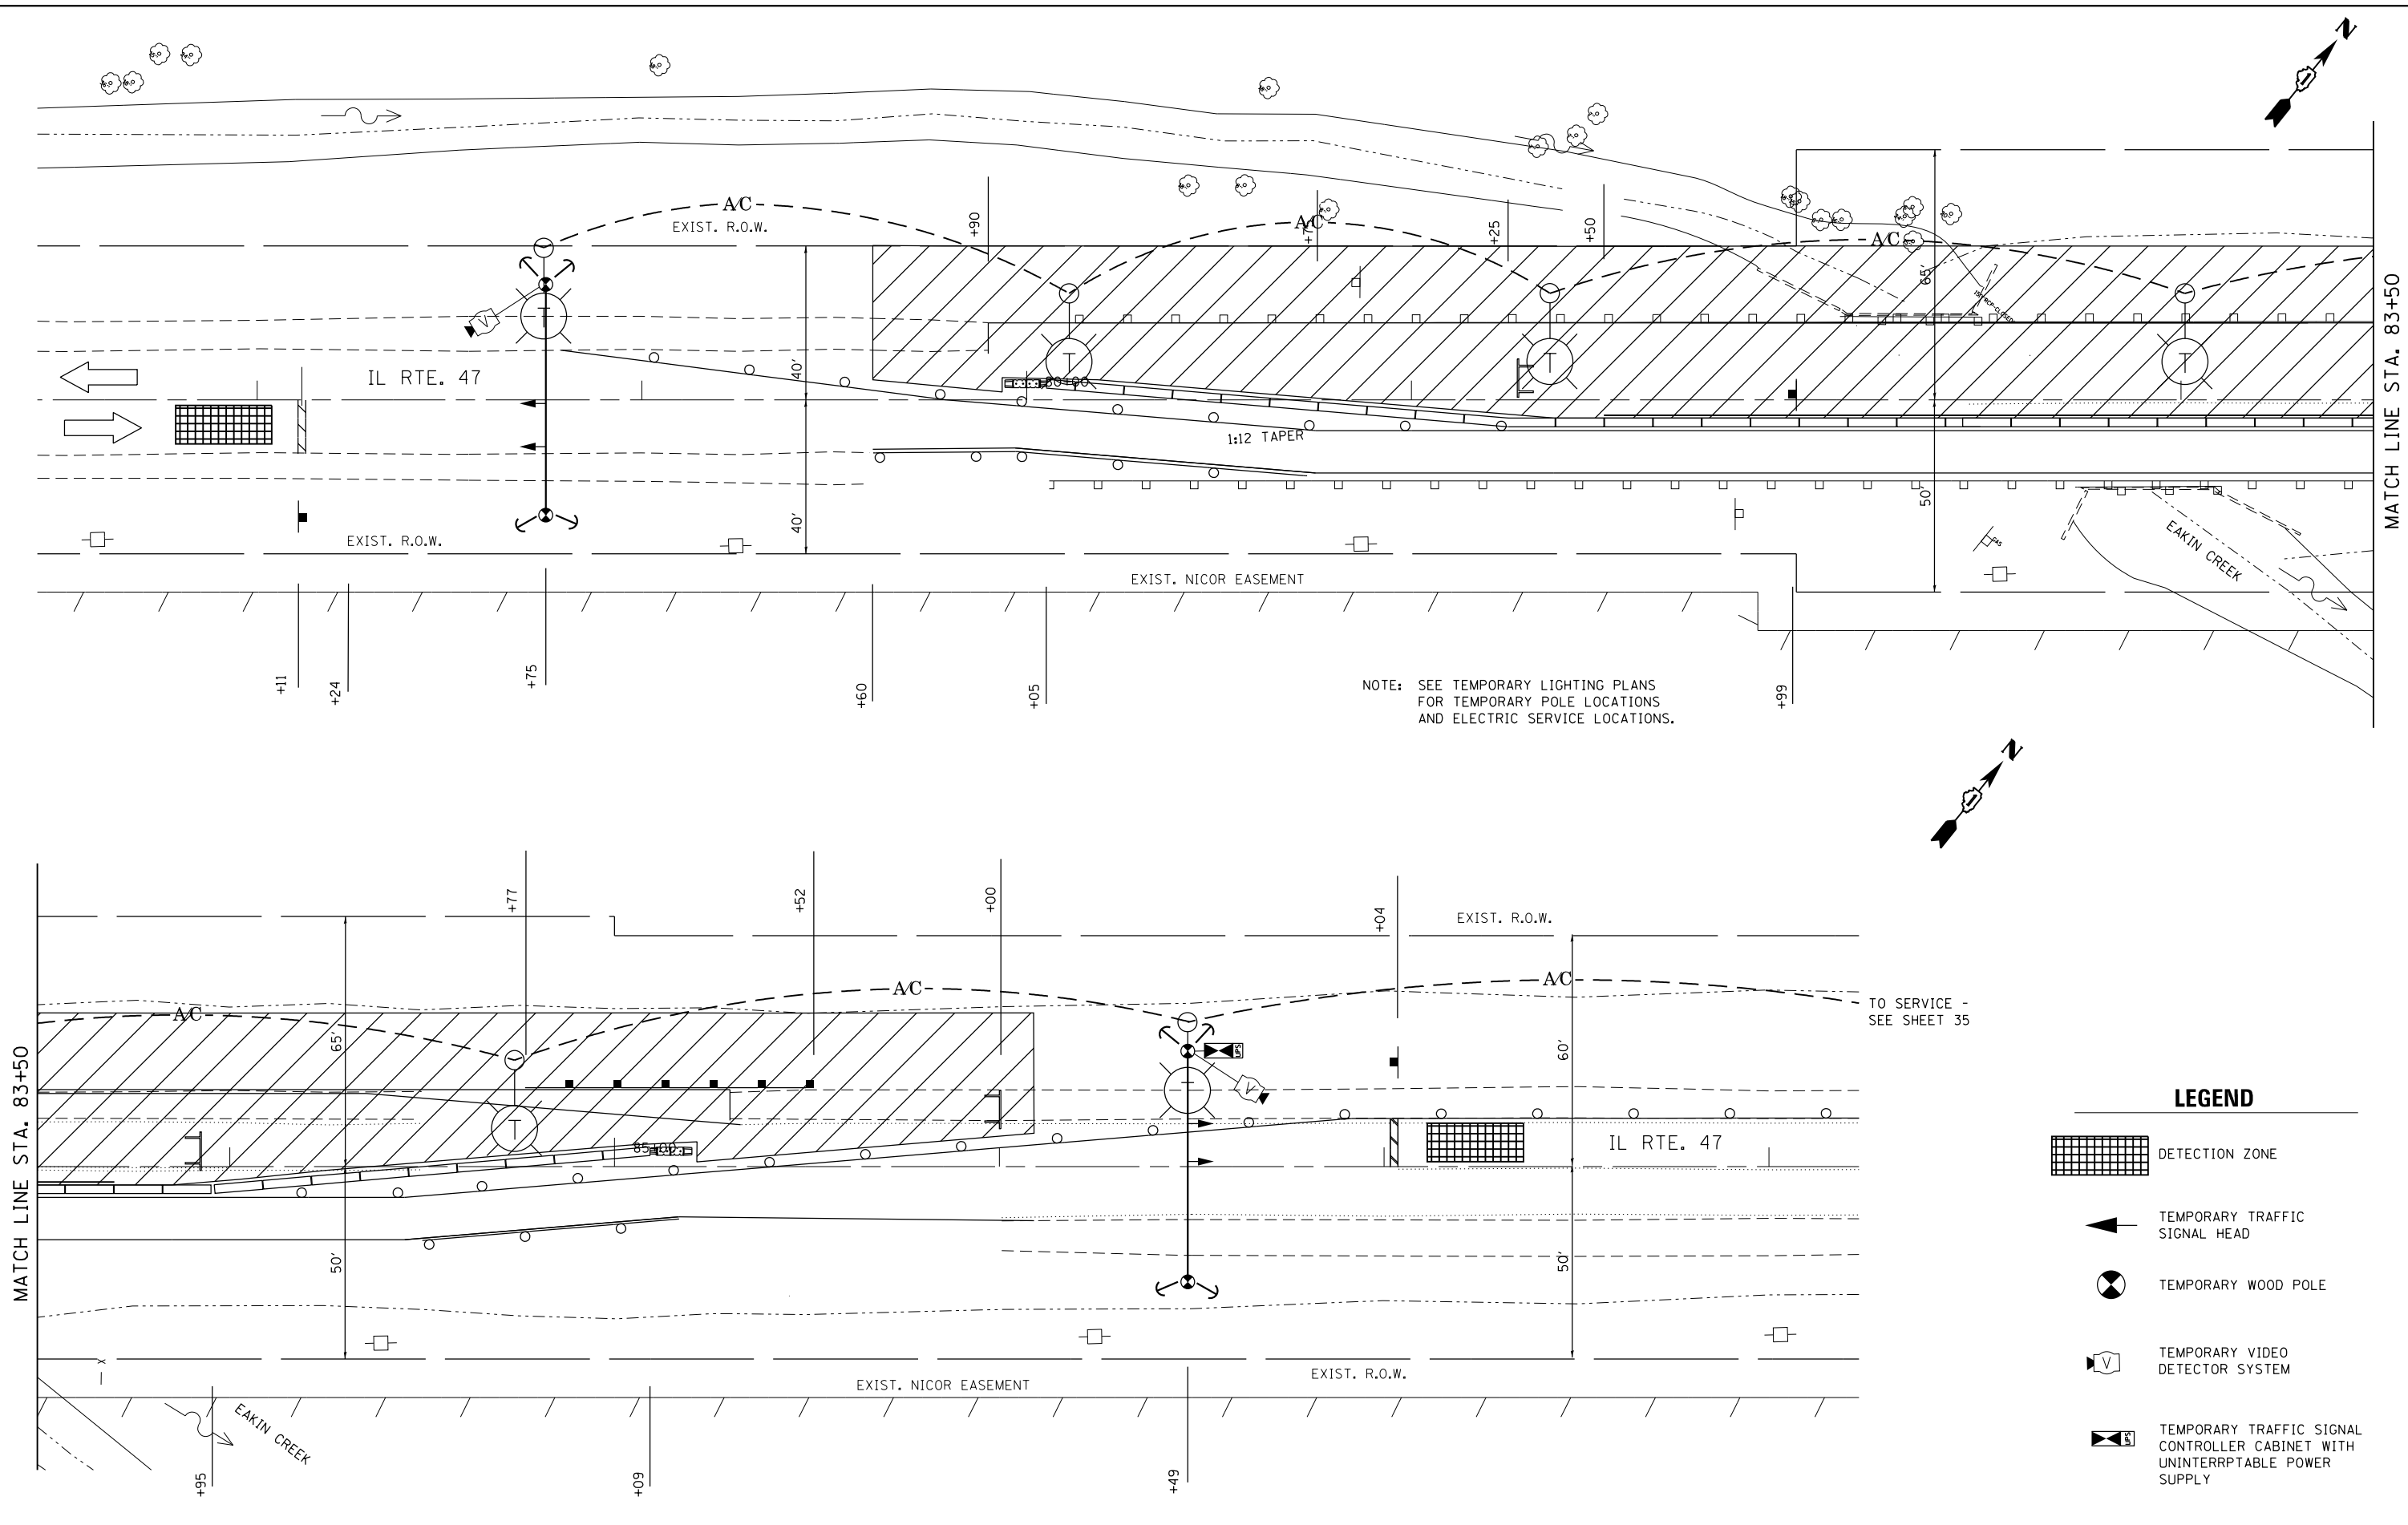 N
A/C
EXIST. R.O.W.
+90
A/C
+25
+50
A/C
65'
MATCH LINE STA. 83+50
V
T
T
T
T
IL RTE. 47
40'
80+00
1:12 TAPER
40'
50'
EXIST. R.O.W.
GAS
EAKIN CREEK
EXIST. NICOR EASEMENT
+11
+24
+75
+60
+05
+99
NOTE: SEE TEMPORARY LIGHTING PLANS
FOR TEMPORARY POLE LOCATIONS
AND ELECTRIC SERVICE LOCATIONS.
N
+77
+52
+00
+04
EXIST. R.O.W.
A/C
A/C
A/C
TO SERVICE -
SEE SHEET 35
65'
60'
UPS
V
T
T
85+00
IL RTE. 47
MATCH LINE STA. 83+50
50'
50'
EXIST. R.O.W.
EXIST. NICOR EASEMENT
EAKIN CREEK
+95
+09
+49
LEGEND
DETECTION ZONE
TEMPORARY TRAFFIC
SIGNAL HEAD
TEMPORARY WOOD POLE
V
TEMPORARY VIDEO
DETECTOR SYSTEM
UPS
TEMPORARY TRAFFIC SIGNAL
CONTROLLER CABINET WITH
UNINTERRPTABLE POWER
SUPPLY